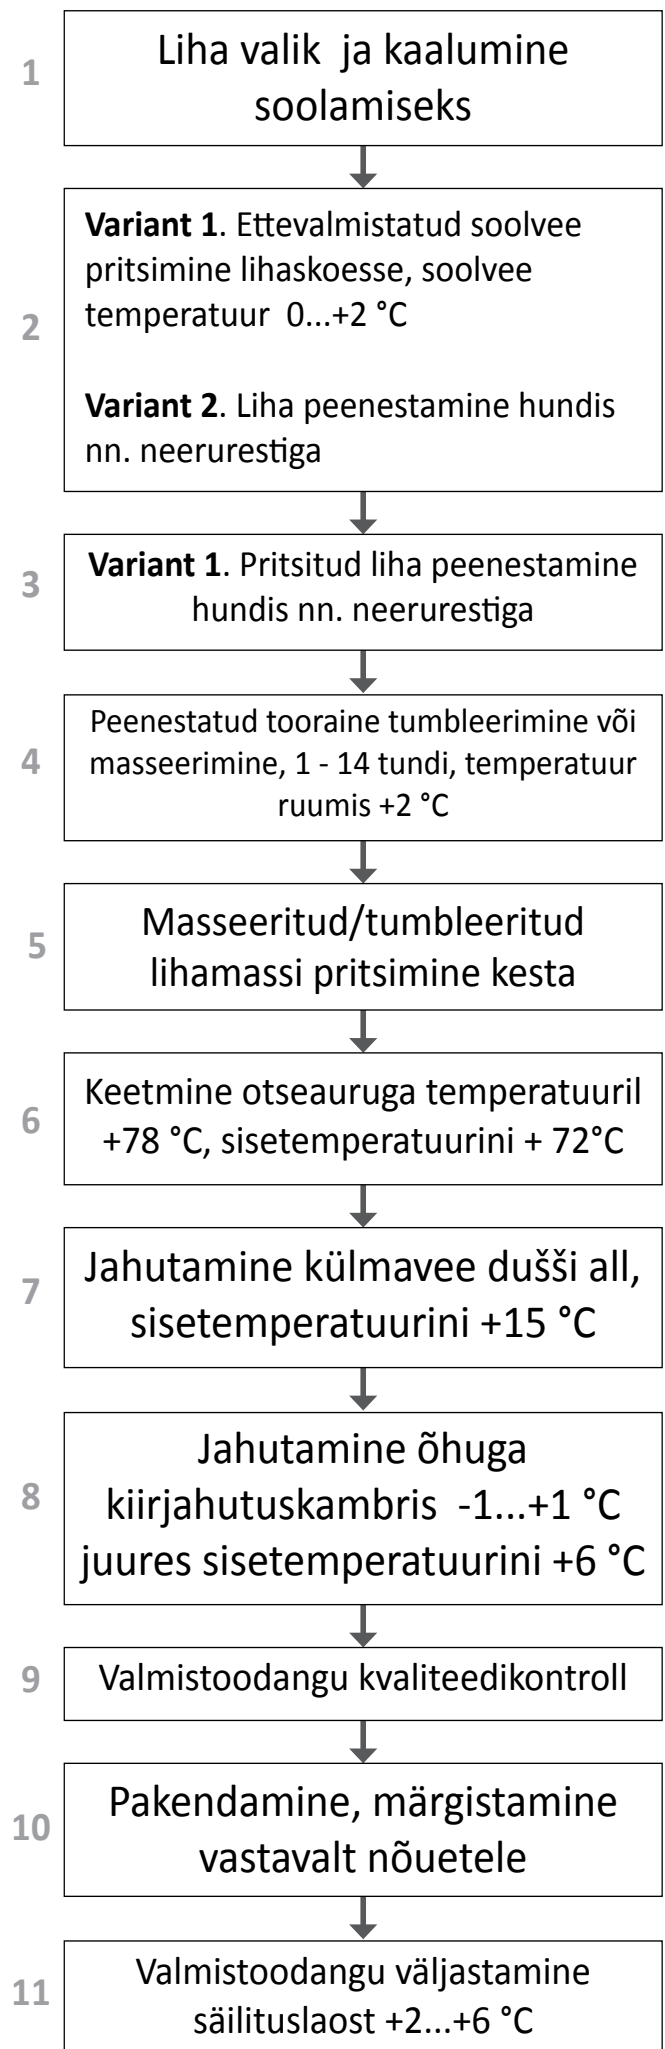 1
Liha valik ja kaalumine
soolamiseks
2
Variant 1. Ettevalmistatud soolvee
pritsimine lihaskoesse, soolvee
temperatuur 0...+2 °C
Variant 2. Liha peenestamine hundis
nn. neerurestiga
3
Variant 1. Pritsitud liha peenestamine
hundis nn. neerurestiga
4
Peenestatud tooraine tumbleerimine või
masseerimine, 1 - 14 tundi, temperatuur
ruumis +2 °C
5
Masseeritud/tumbleeritud
lihamassi pritsimine kesta
6
Keetmine otseauruga temperatuuril
+78 °C, sisetemperatuurini + 72°C
7
Jahutamine külmavee dušši all,
sisetemperatuurini +15 °C
8
Jahutamine õhuga
kiirjahutuskambris -1...+1 °C
juures sisetemperatuurini +6 °C
9
Valmistoodangu kvaliteedikontroll
10
Pakendamine, märgistamine
vastavalt nõuetele
11
Valmistoodangu väljastamine
säilituslaost +2...+6 °C